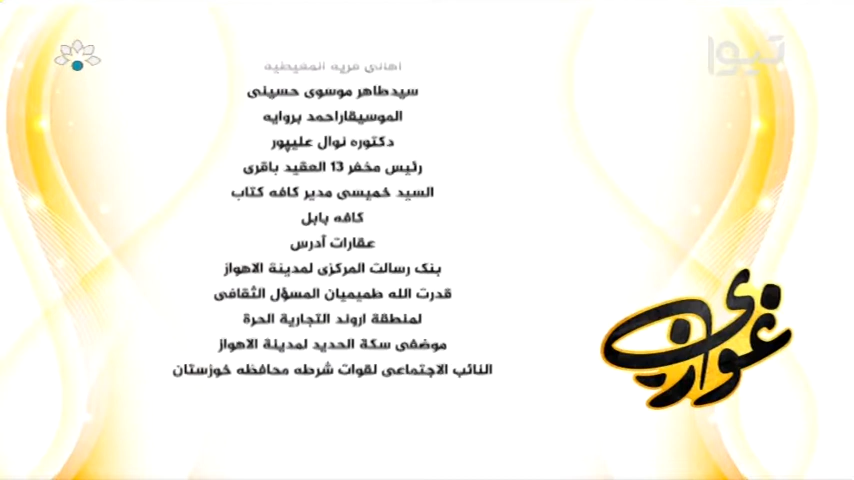 تیوا
اهالی قریه المغیطیه
سیدطاهر موسوی حسینی
الموسیقاراحمد بروایه
دکتوره نوال علیپور
رئیس مخفر 13 العقید باقری
السید خمیسی مدیر کافه کتاب
کافه بابل
عقارات آدرس
بنک رسالت المرکزی لمدینة الاهواز
قدرت الله طمیمیان المسؤل الثقافی
لمنطقة اروند التجاریة الحرة
موضفی سکة الحدید لمدینة الاهواز
النائب الاجتماعی لقوات شرطه محافظه خوزستان